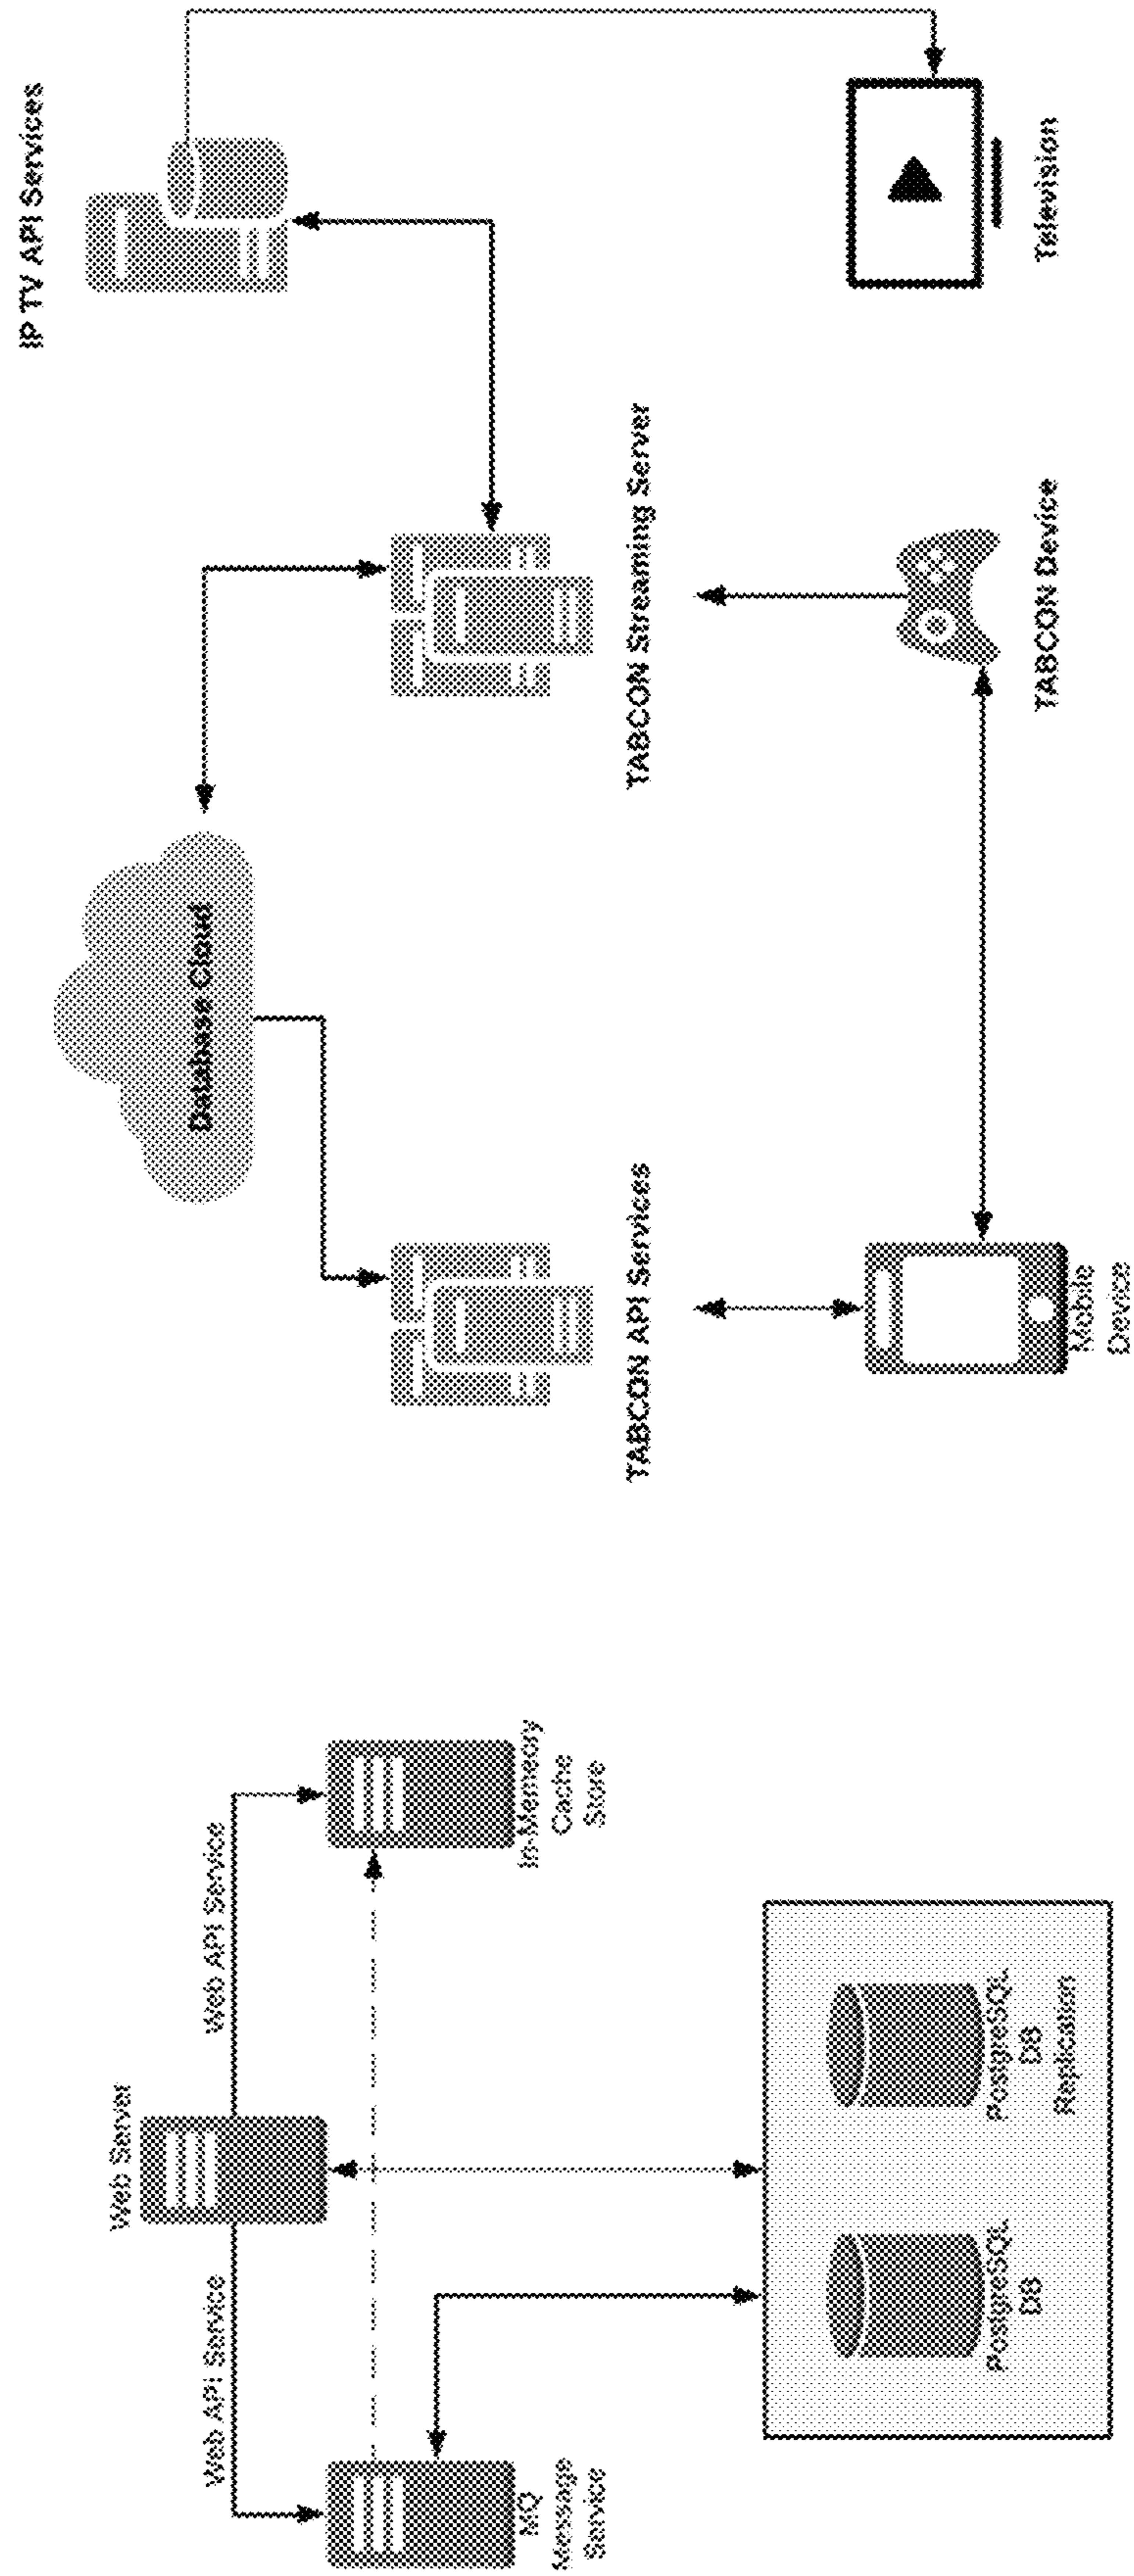 Web Server
Web API Service
Web API Service
MQ
Message
Service
In-Memeory
Cache
Store
PostgreSQL
DB
PostgreSQL
DB
Replication
Database Cloud
IP TV API Services
TABCON API Services
TABCON Streaming Server
Mobile
Device
TABCON Device
Television